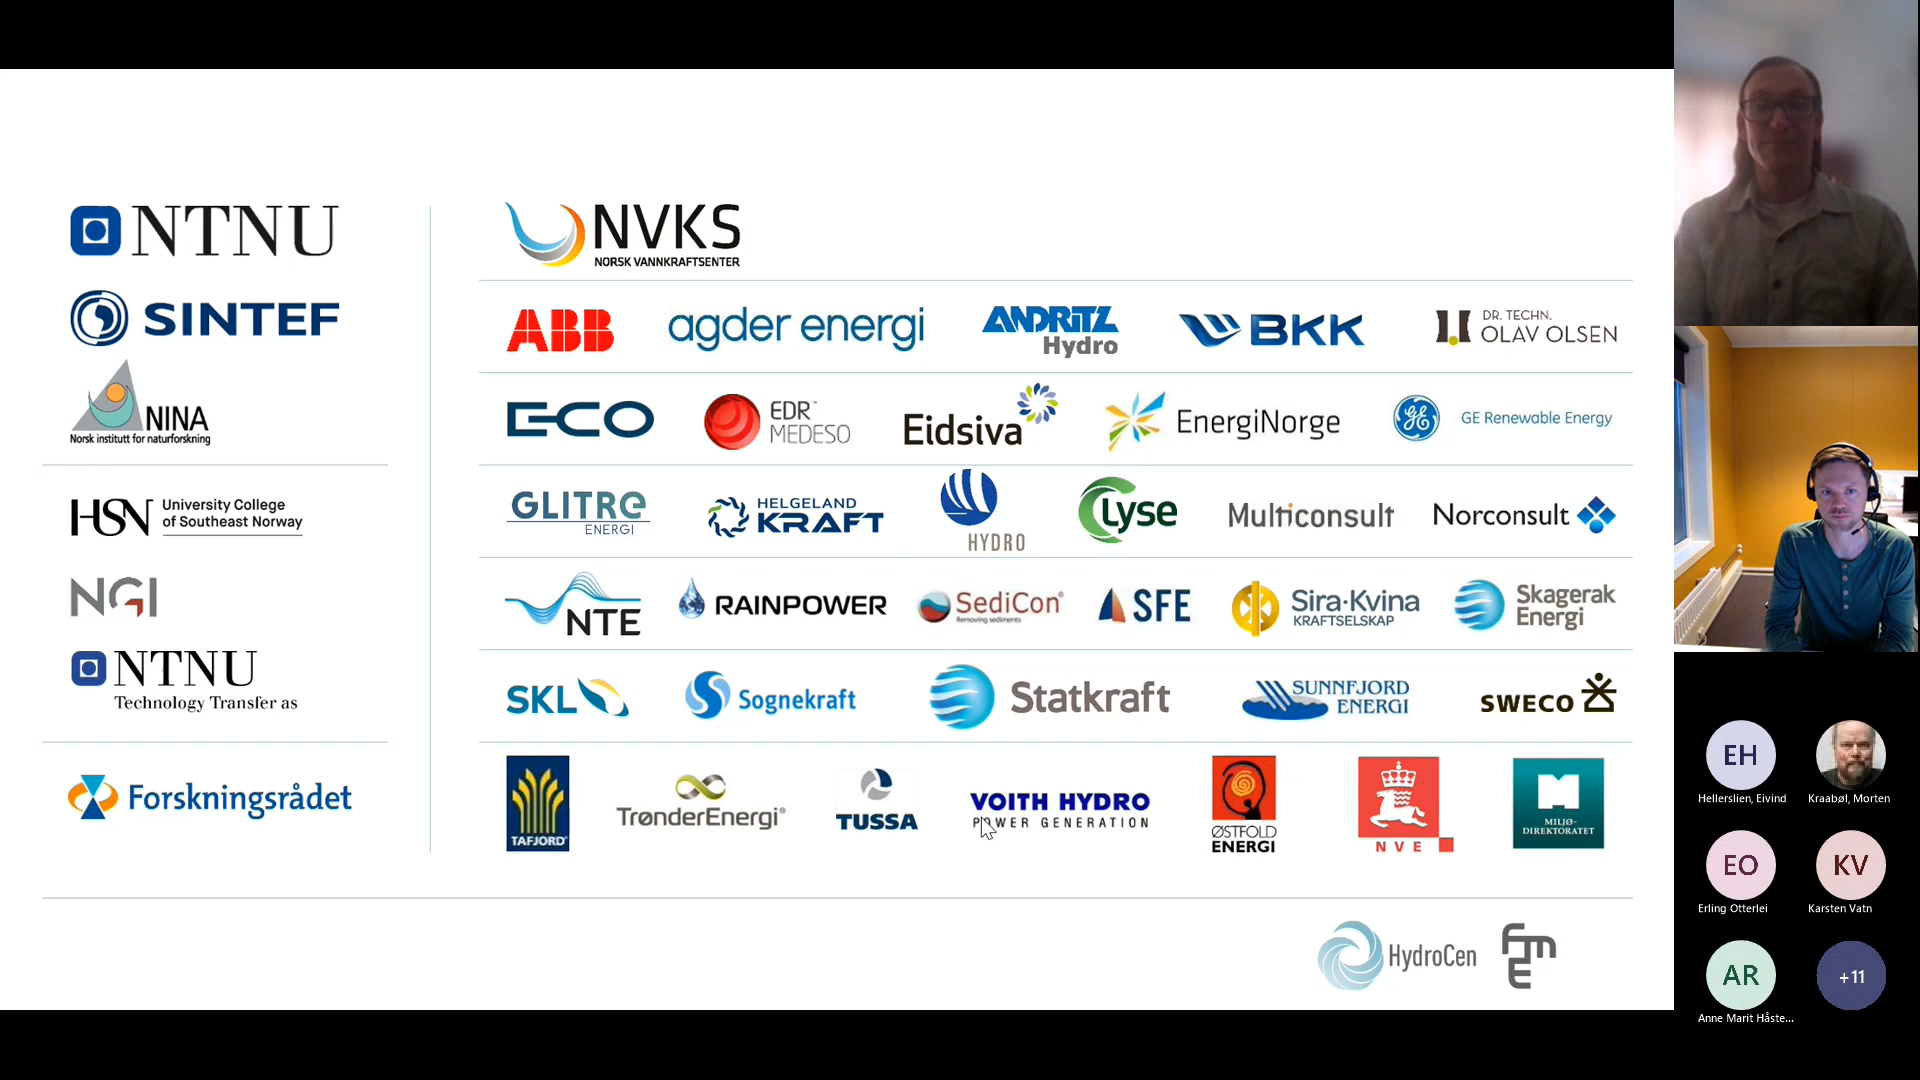 NTNU
SINTEF
NINA
Norsk institutt for naturforskning
HSN University College
of Southeast Norway
NGI
NTNU
Technology Transfer as
Forskningsrådet
NVKS
NORSK VANNKRAFTSENTER
ABB
agder energi
ANDRITZ
Hydro
BKK
DR. TECHN.
OLAV OLSEN
E-CO
EDR™
MEDESO
Eidsiva
EnergiNorge
GE Renewable Energy
GLITRE
ENERGI
HELGELAND
KRAFT
HYDRO
Lyse
Multiconsult
Norconsult
NTE
RAINPOWER
SediCon®
Removing sediments
SFE
Sira-Kvina
KRAFTSELSKAP
Skagerak
Energi
SKL
Sognekraft
Statkraft
SUNNFJORD
ENERGI
SWECO
TAFJORD
TrønderEnergi®
TUSSA
VOITH HYDRO
POWER GENERATION
ØSTFOLD
ENERGI
NVE
M
MILJØ-
DIREKTORATET
HydroCen
FME
EH
Hellerslien, Eivind
Kraabøl, Morten
EO
Erling Otterlei
KV
Karsten Vatn
AR
Anne Marit Håste...
+11